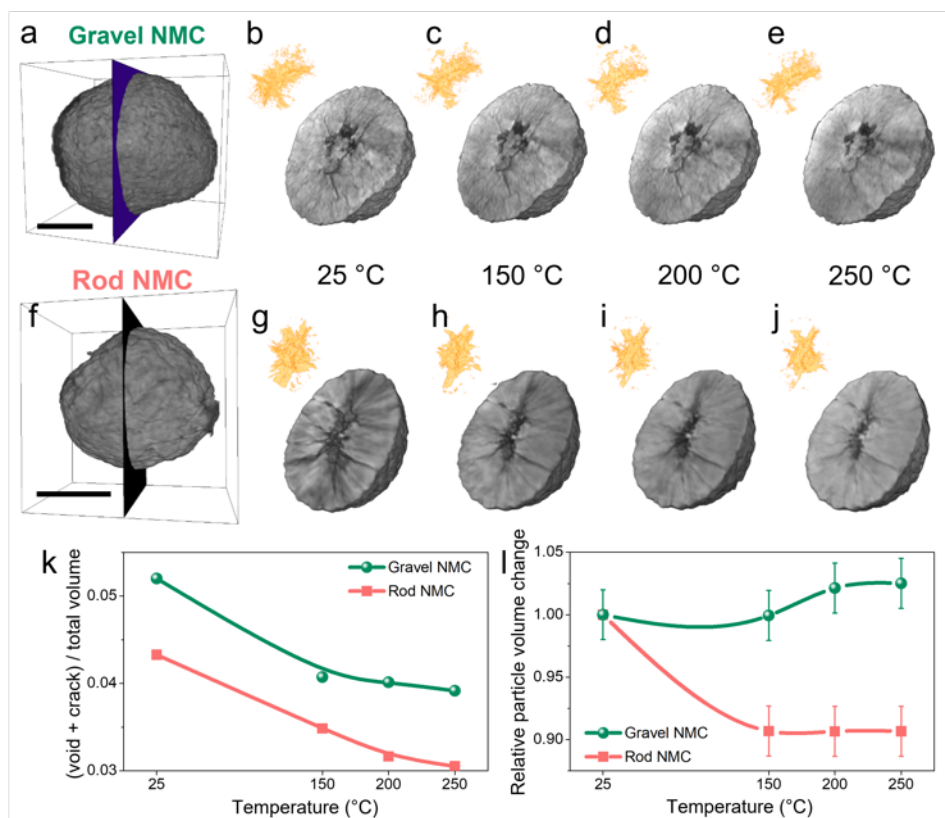 a Gravel NMC b c d e
25 °C 150 °C 200 °C 250 °C
Rod NMC
f g h i j
k
(void + crack) / total volume
0.05
0.04
0.03
Gravel NMC
Rod NMC
25 150 200 250
Temperature (°C)
l
Relative particle volume change
1.05
1.00
0.95
0.90
Gravel NMC
Rod NMC
25 150 200 250
Temperature (°C)